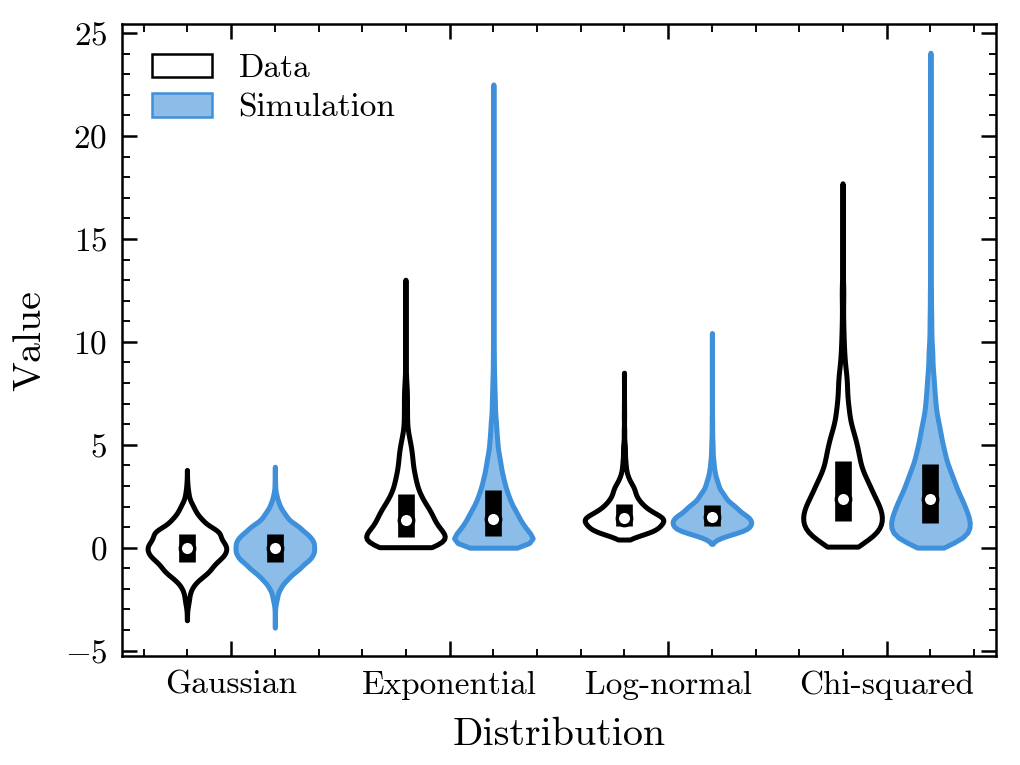 25
20
15
10
5
0
−5
Value
Data
Simulation
Gaussian Exponential Log-normal Chi-squared
Distribution